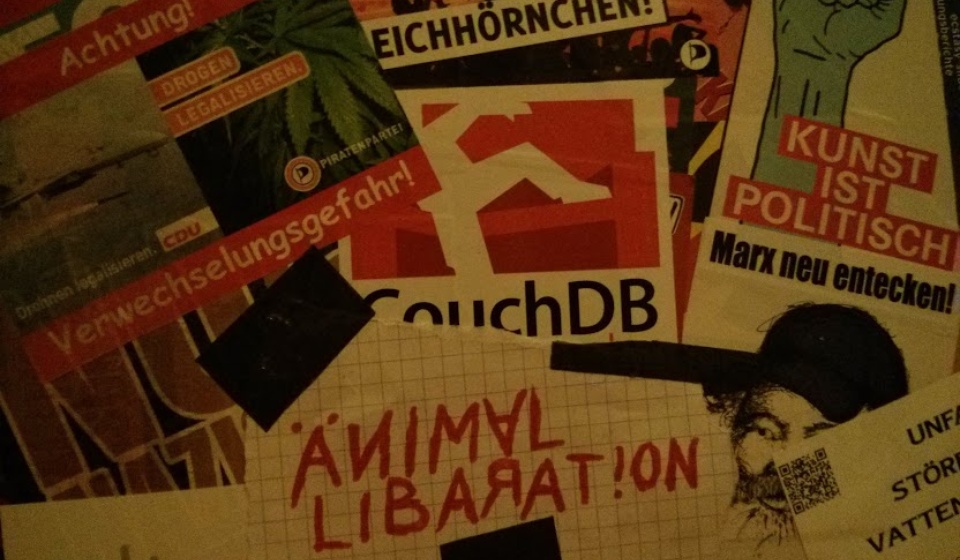 Achtung!
DROGEN
LEGALISIEREN.
PIRATENPARTEI
Drohnen legalisieren.
CDU
Verwechselungsgefahr!
EICHHÖRNCHEN!
CouchDB
KUNST
IST
POLITISCH
Marx neu entecken!
ÄNIMAL
LIBARAT!ON
UNFA
STÖR
VATTEN